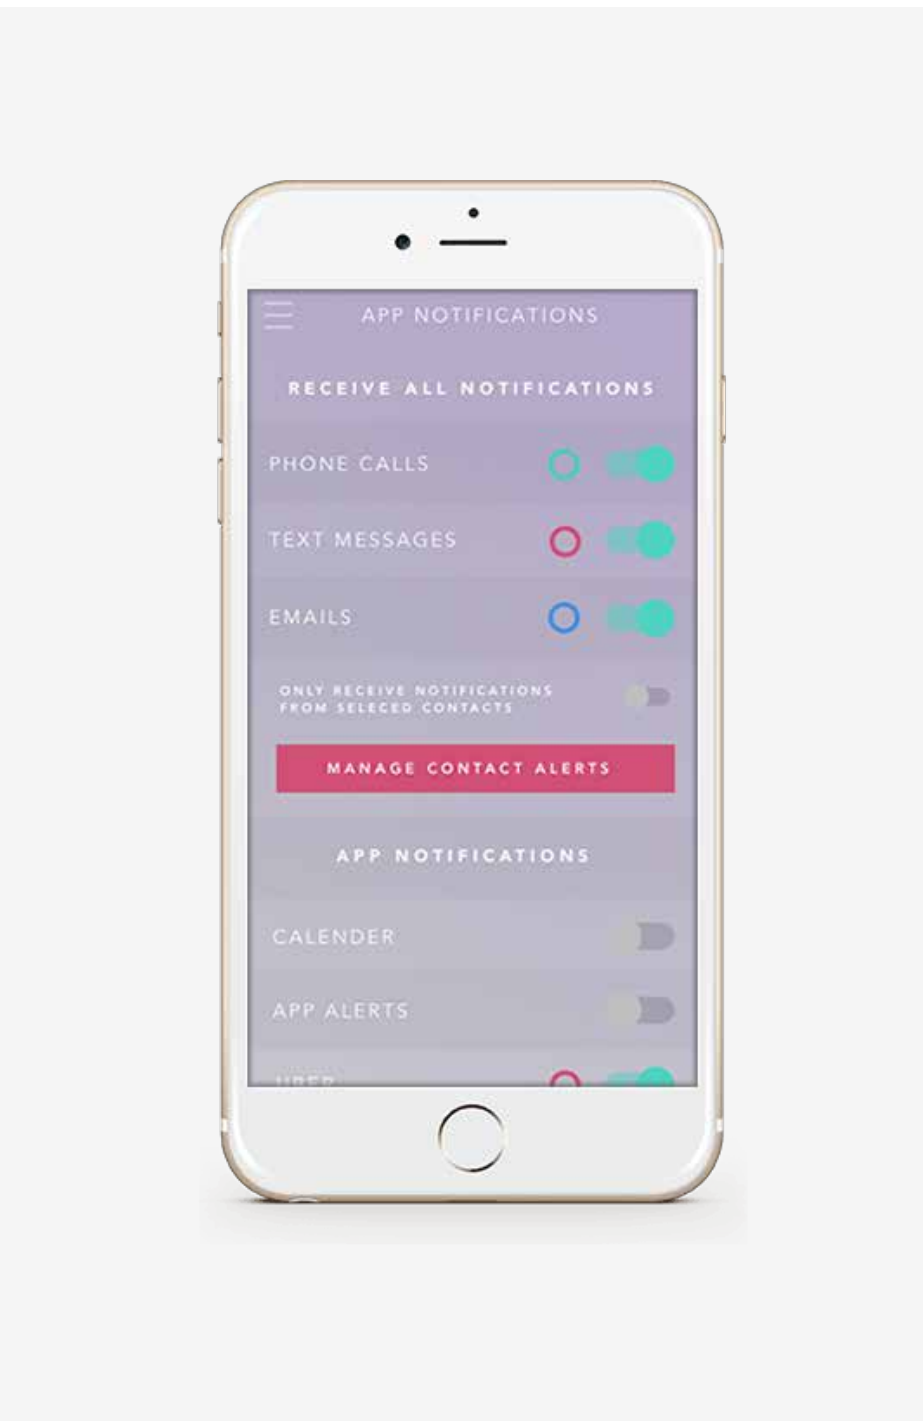 APP NOTIFICATIONS
RECEIVE ALL NOTIFICATIONS
PHONE CALLS
TEXT MESSAGES
EMAILS
ONLY RECEIVE NOTIFICATIONS
FROM SELECED CONTACTS
MANAGE CONTACT ALERTS
APP NOTIFICATIONS
CALENDER
APP ALERTS
UBER